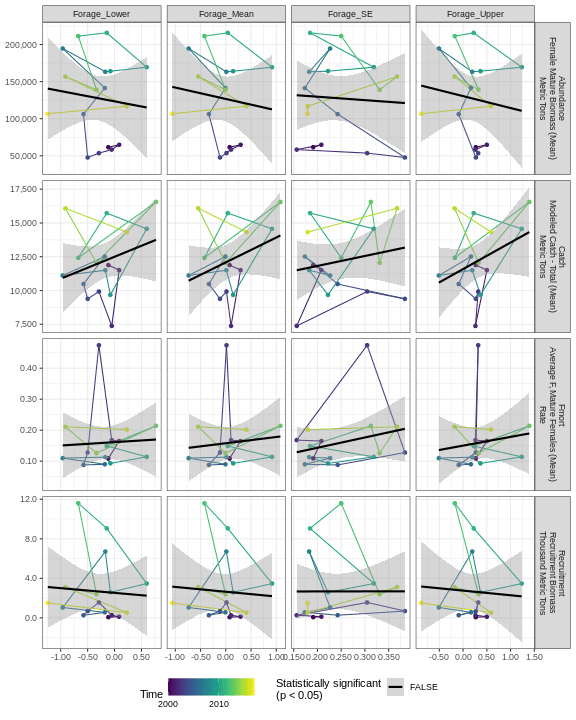 Forage_Lower Forage_Mean Forage_SE Forage_Upper
200,000
150,000
100,000
50,000
Abundance
Female Mature Biomass (Mean)
Metric Tons
17,500
15,000
12,500
10,000
7,500
Catch
Modeled Catch - Total (Mean)
Metric Tons
0.40
0.30
0.20
0.10
Fmort
Average F, Mature Females (Mean)
Rate
12.0
8.0
4.0
0.0
Recruitment
Recruitment Biomass
Thousand Metric Tons
-1.00 -0.50 0.00 0.50 -1.00 -0.50 0.00 0.50 1.00 0.150 0.200 0.250 0.300 0.350 -0.50 0.00 0.50 1.00 1.50
Time
2000 2010
Statistically significant
(p < 0.05)
FALSE